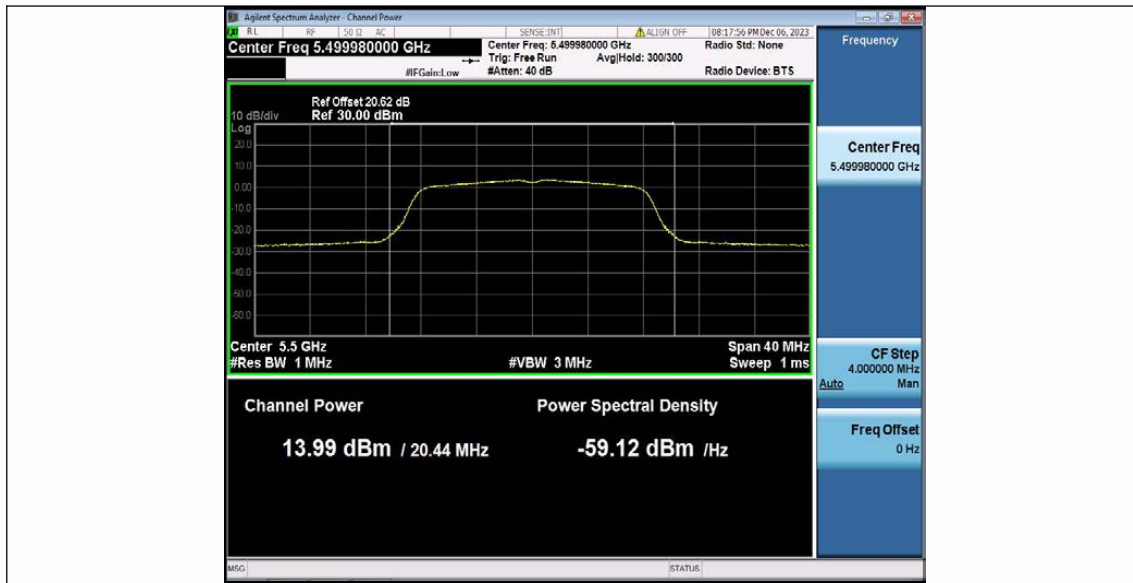 Agilent Spectrum Analyzer - Channel Power
RL RF 50 Ω AC SENSE:INT ALIGN OFF 08:17:56 PM Dec 06, 2023
Center Freq 5.499980000 GHz
Center Freq: 5.499980000 GHz
Radio Std: None
Trig: Free Run Avg|Hold: 300/300
#IFGain:Low
#Atten: 40 dB
Radio Device: BTS
Ref Offset 20.62 dB
10 dB/div Ref 30.00 dBm
Log
20.0
10.0
0.00
-10.0
-20.0
-30.0
-40.0
-50.0
-60.0
Center 5.5 GHz Span 40 MHz
#Res BW 1 MHz #VBW 3 MHz Sweep 1 ms
Channel Power Power Spectral Density
13.99 dBm / 20.44 MHz -59.12 dBm /Hz
MSG STATUS
Frequency
Center Freq
5.499980000 GHz
CF Step
4.000000 MHz
Auto Man
Freq Offset
0 Hz